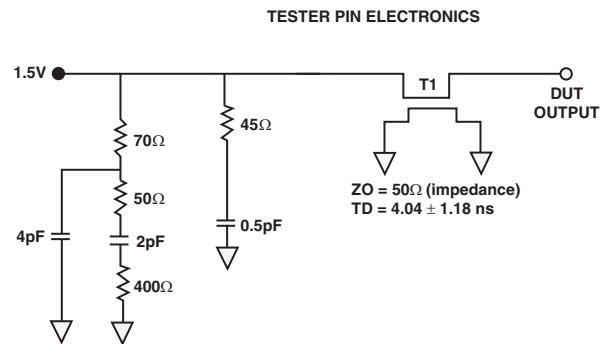 TESTER PIN ELECTRONICS
1.5V
T1
DUT
OUTPUT
70Ω
45Ω
50Ω
ZO = 50Ω (impedance)
TD = 4.04 ± 1.18 ns
4pF
2pF
0.5pF
400Ω